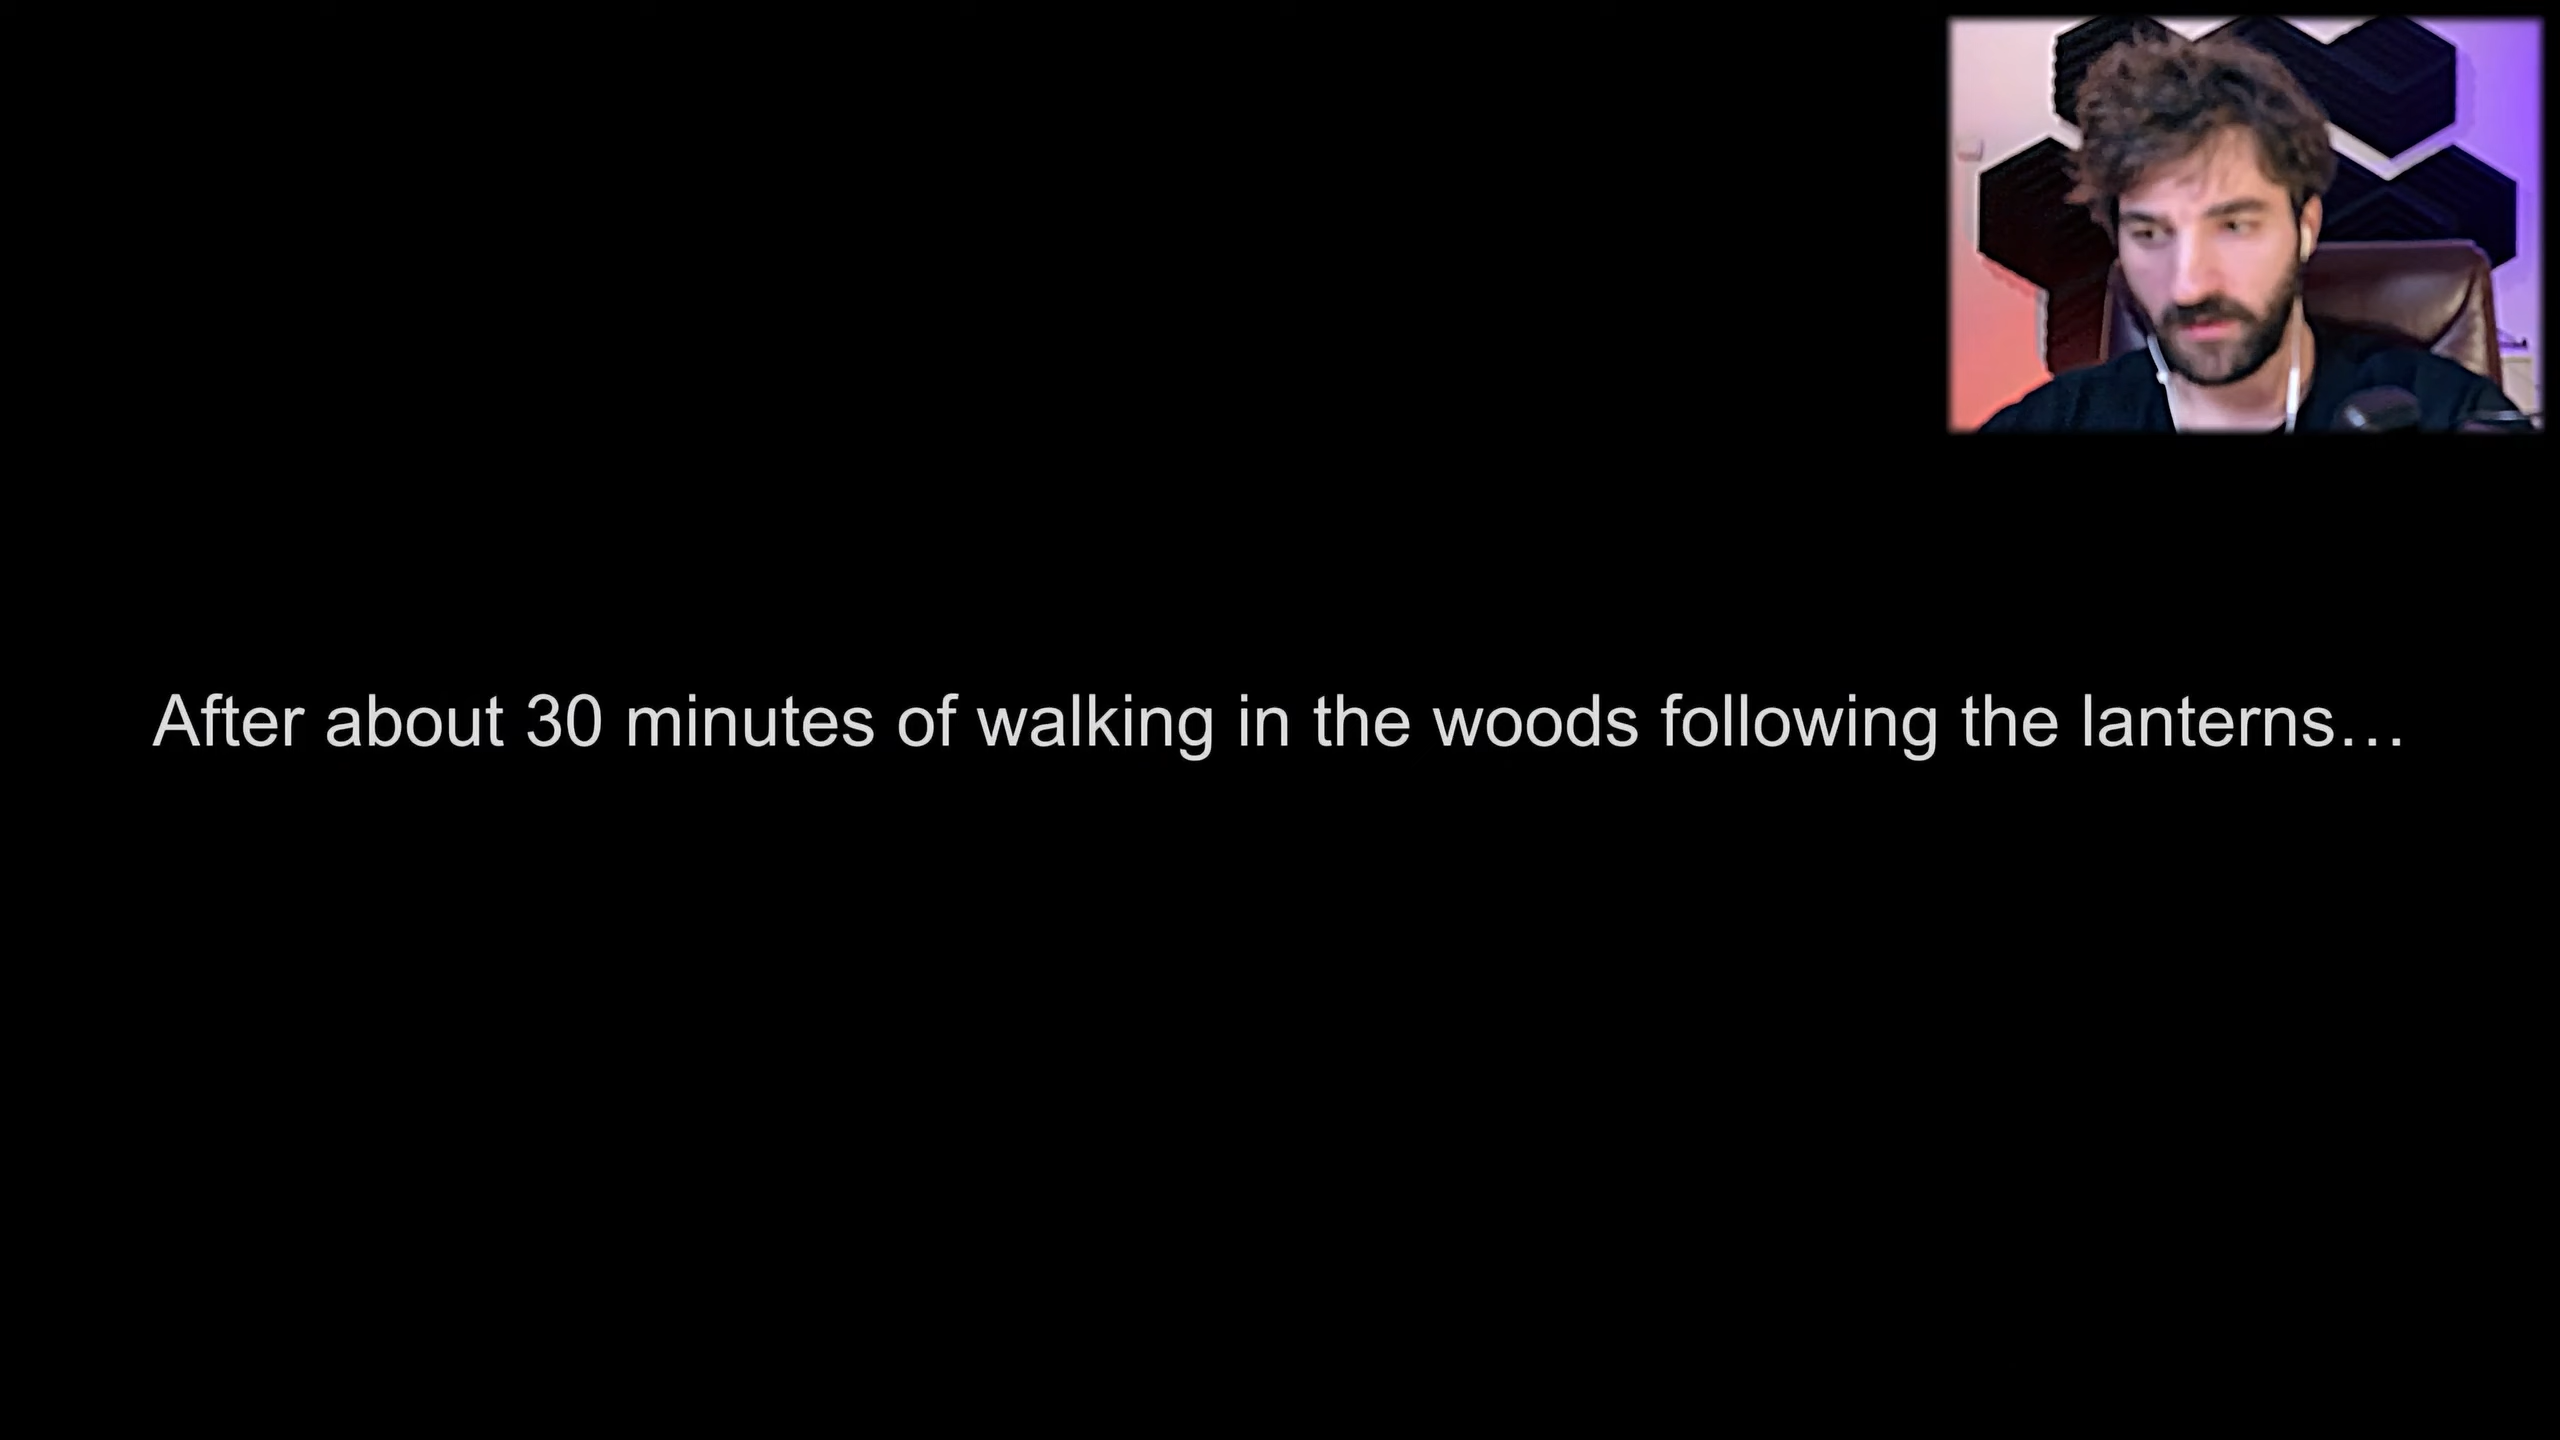 After about 30 minutes of walking in the woods following the lanterns…